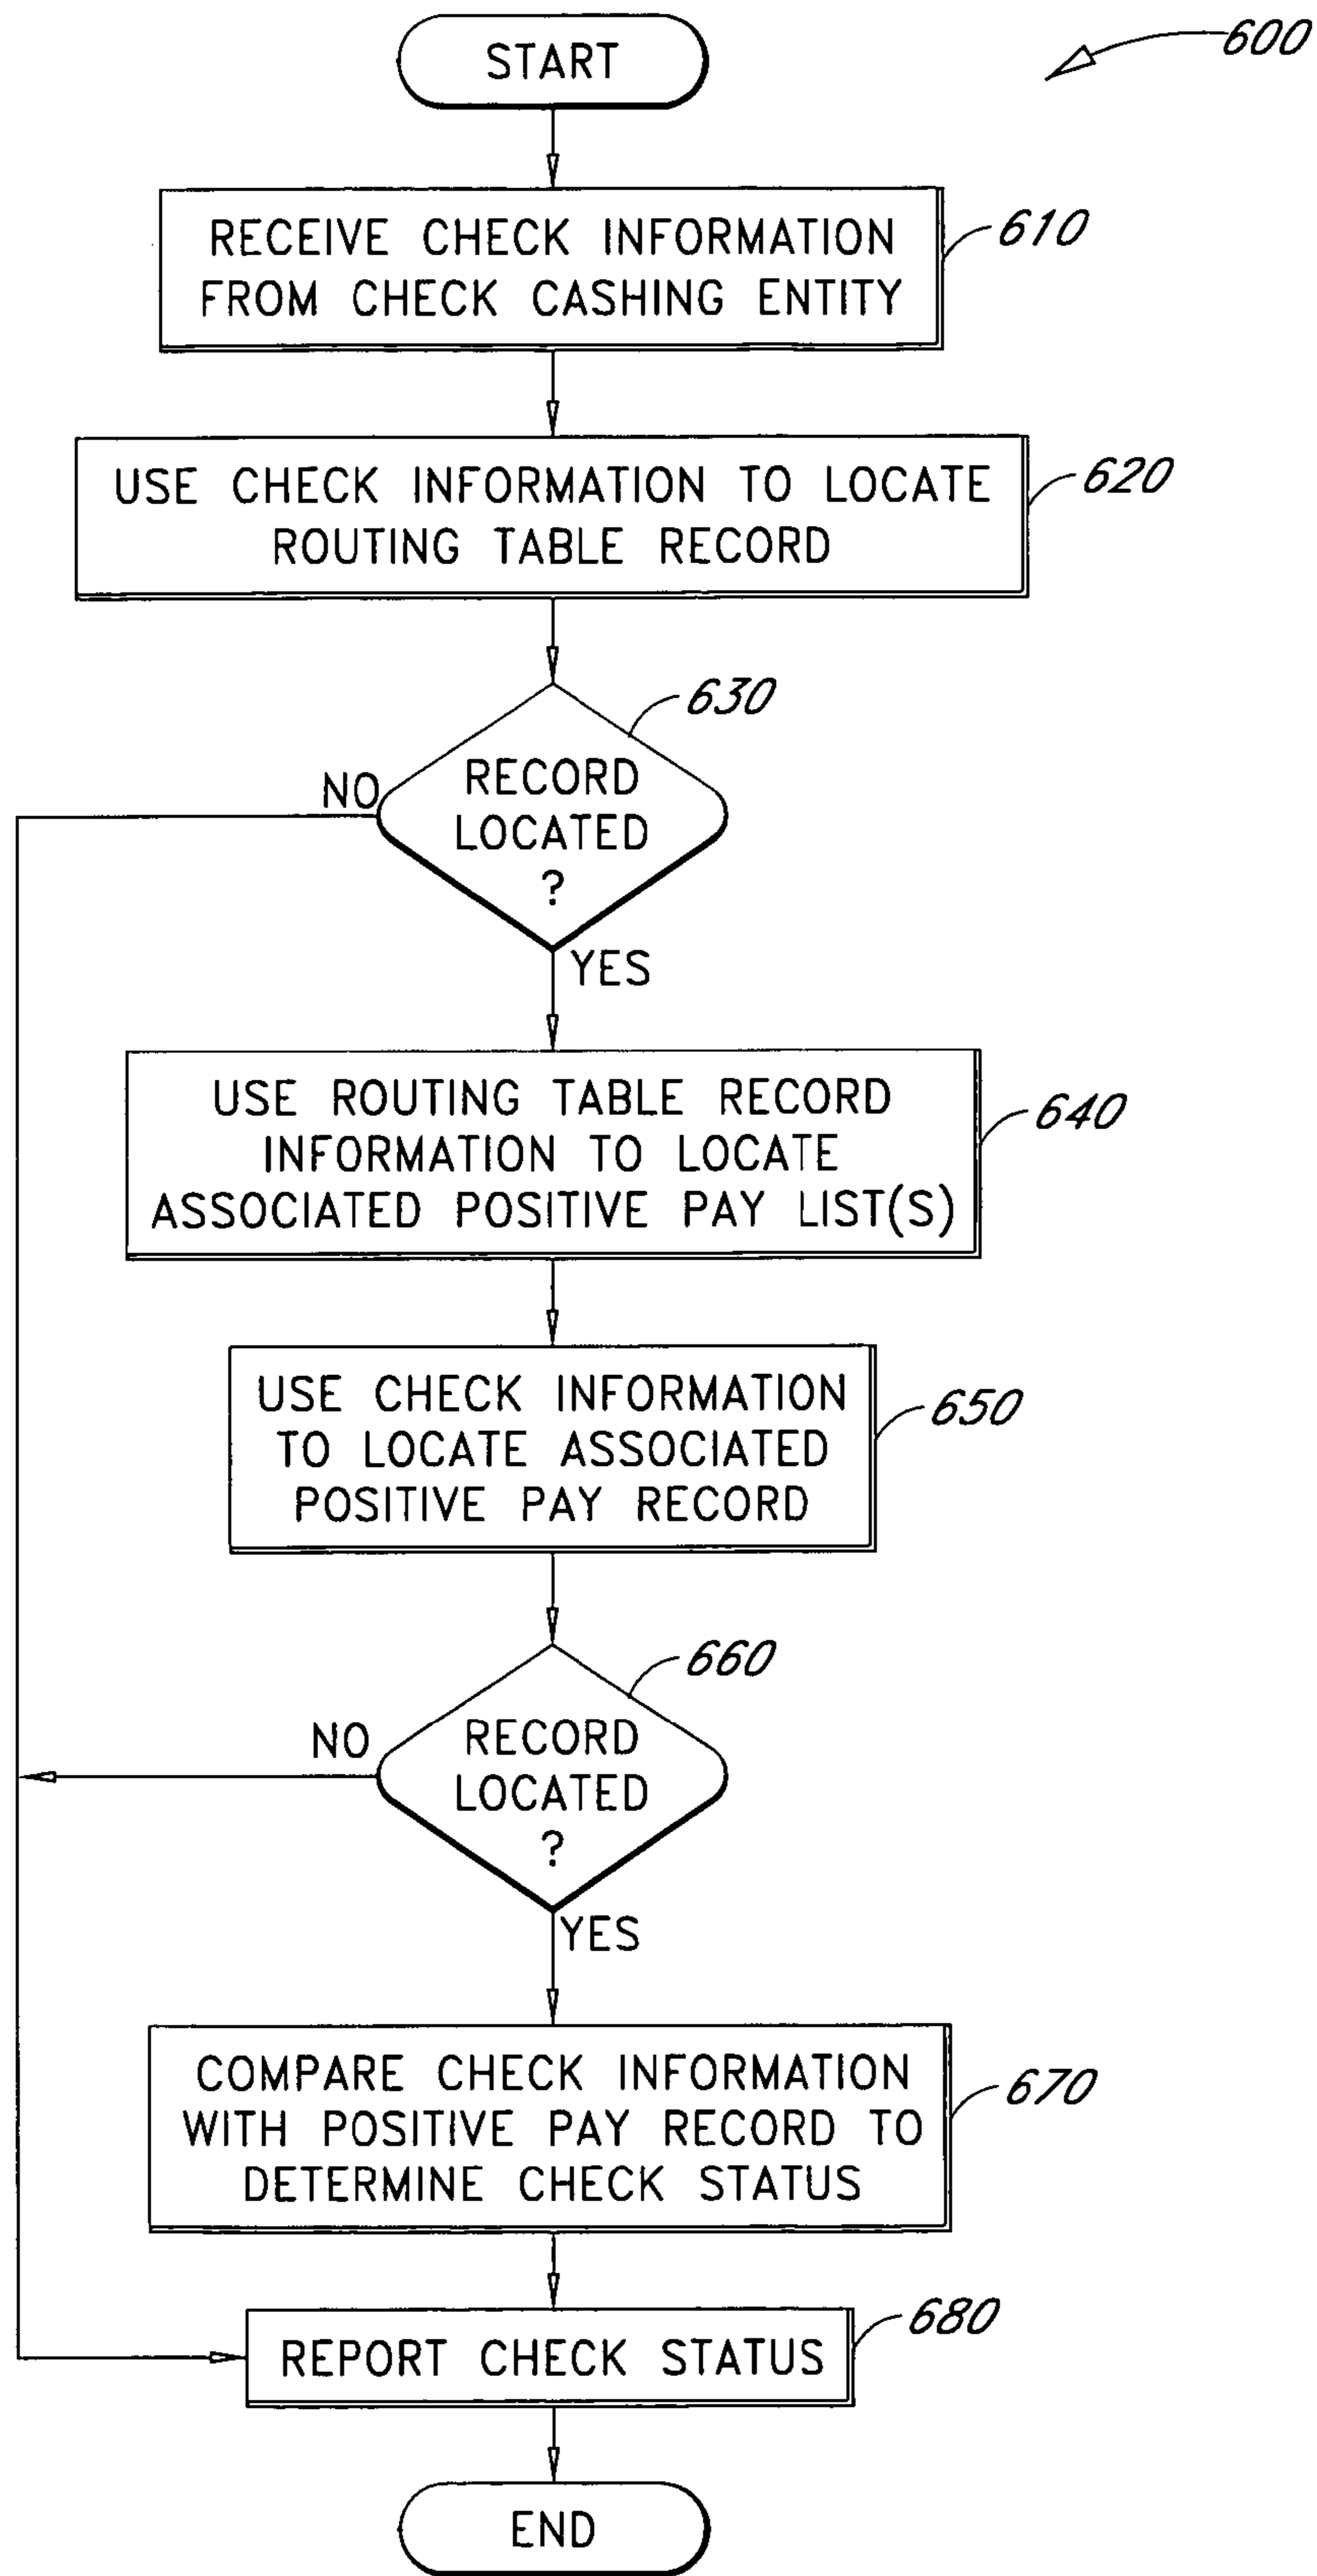 START
600
RECEIVE CHECK INFORMATION
FROM CHECK CASHING ENTITY
610
USE CHECK INFORMATION TO LOCATE
ROUTING TABLE RECORD
620
630
RECORD
LOCATED
?
NO
YES
USE ROUTING TABLE RECORD
INFORMATION TO LOCATE
ASSOCIATED POSITIVE PAY LIST(S)
640
USE CHECK INFORMATION
TO LOCATE ASSOCIATED
POSITIVE PAY RECORD
650
660
RECORD
LOCATED
?
NO
YES
COMPARE CHECK INFORMATION
WITH POSITIVE PAY RECORD TO
DETERMINE CHECK STATUS
670
REPORT CHECK STATUS
680
END